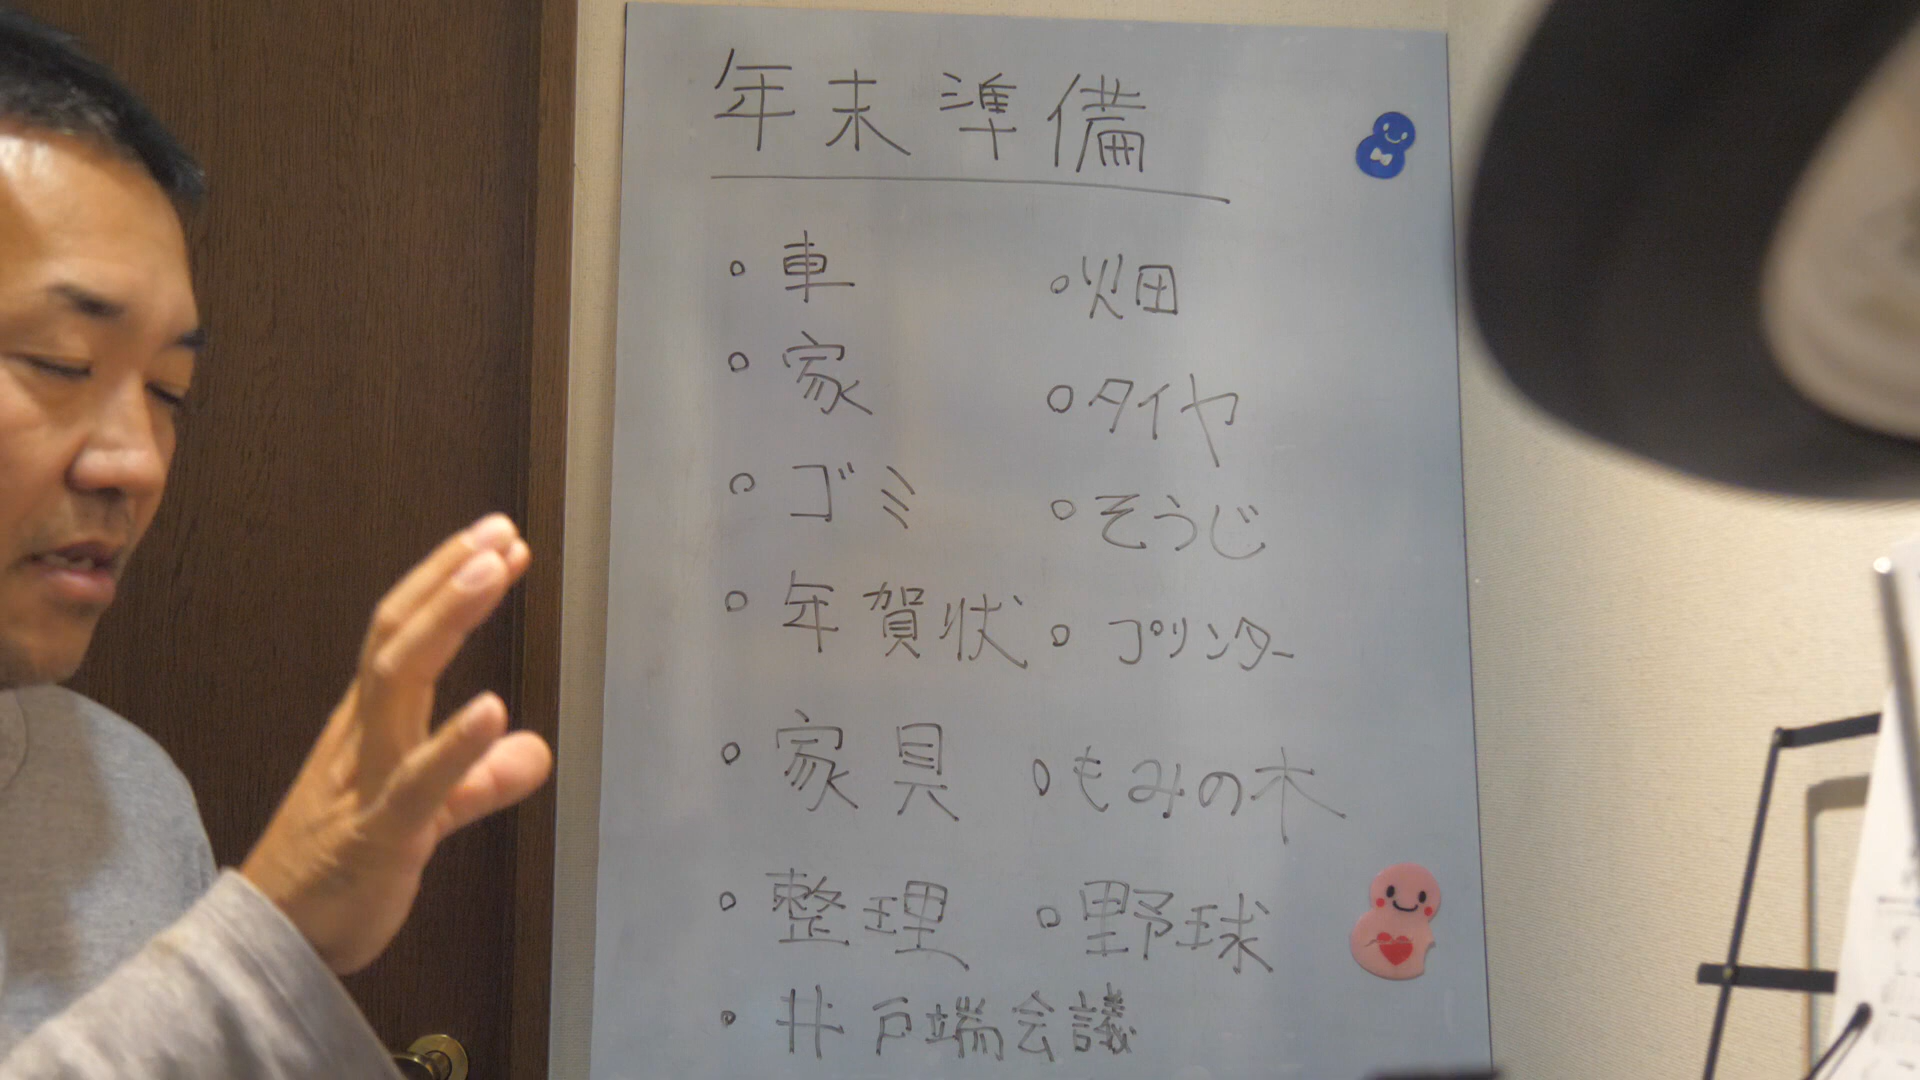 年末準備
・車
・家
・ゴミ
・年賀状
・家具
・整理
・井戸端会議
・畑
・タイヤ
・そうじ
・プリンター
・もみの木
・野球